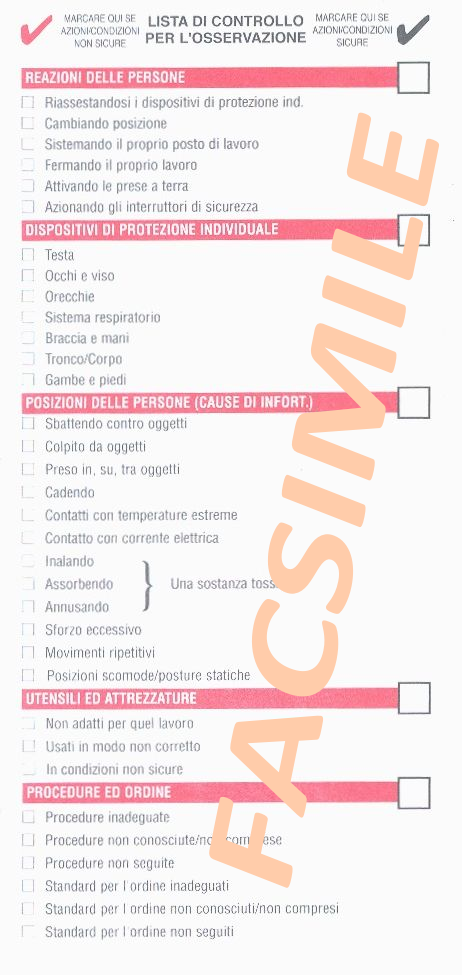 MARCARE QUI SE
AZIONI/CONDIZIONI
NON SICURE
LISTA DI CONTROLLO
PER L'OSSERVAZIONE
MARCARE QUI SE
AZIONI/CONDIZIONI
SICURE
REAZIONI DELLE PERSONE
Riassestandosi i dispositivi di protezione ind.
Cambiando posizione
Sistemando il proprio posto di lavoro
Fermando il proprio lavoro
Attivando le prese a terra
Azionando gli interruttori di sicurezza
DISPOSITIVI DI PROTEZIONE INDIVIDUALE
Testa
Occhi e viso
Orecchie
Sistema respiratorio
Braccia e mani
Tronco/Corpo
Gambe e piedi
POSIZIONI DELLE PERSONE (CAUSE DI INFORT.)
Sbattendo contro oggetti
Colpito da oggetti
Preso in, su, tra oggetti
Cadendo
Contatti con temperature estreme
Contatto con corrente elettrica
Inalando
Assorbendo
Annusando
Una sostanza
Sforzo eccessivo
Movimenti ripetitivi
Posizioni scomode/posture statiche
UTENSILI ED ATTREZZATURE
Non adatti per quel lavoro
Usati in modo non corretto
In condizioni non sicure
PROCEDURE ED ORDINE
Procedure inadeguate
Procedure non conosciute/non comprese
Procedure non seguite
Standard per l'ordine inadeguati
Standard per l'ordine non conosciuti/non compresi
Standard per l'ordine non seguiti
FACSIMILE